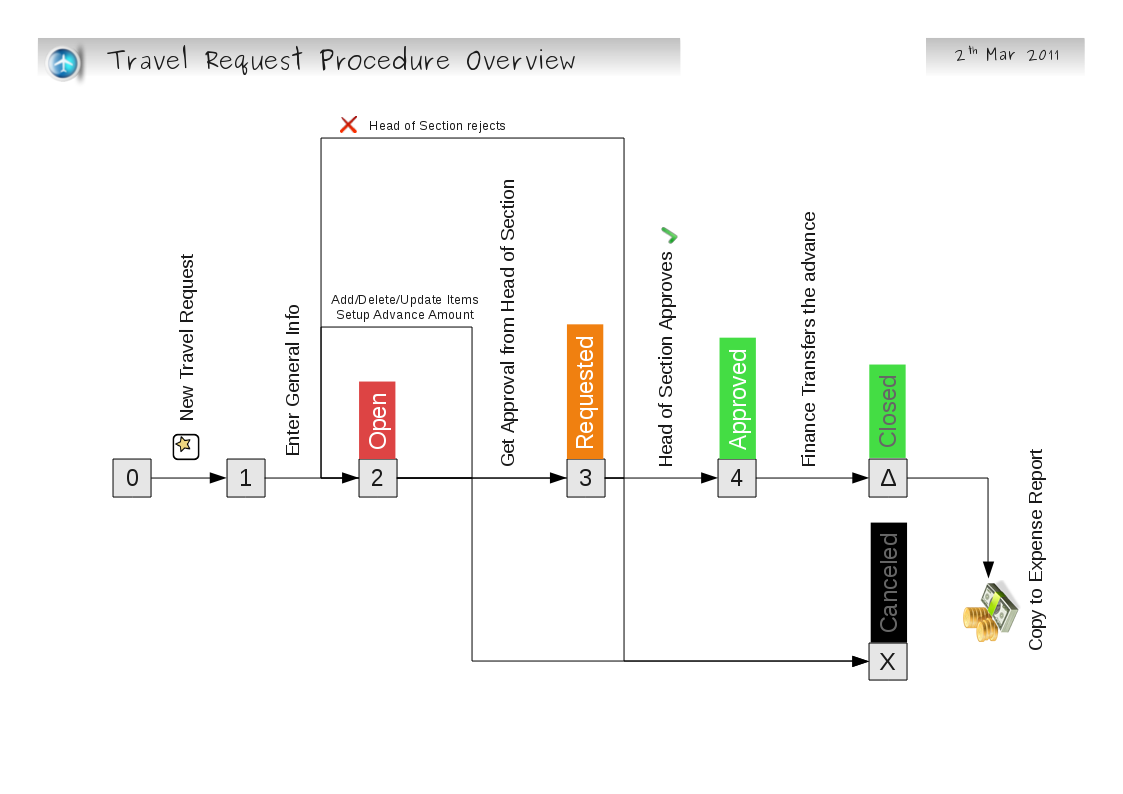 Travel Request Procedure Overview
2th Mar 2011
Head of Section rejects
Add/Delete/Update Items
Setup Advance Amount
New Travel Request
Enter General Info
Get Approval from Head of Section
Head of Section Approves
Finance Transfers the advance
Open
Requested
Approved
Closed
0
1
2
3
4
Δ
Copy to Expense Report
Canceled
X